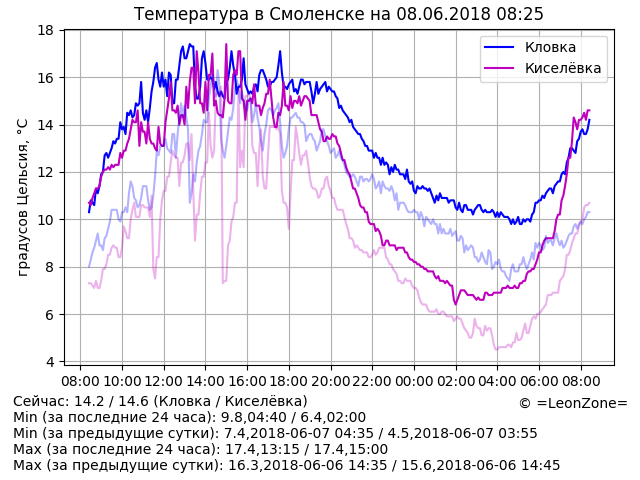 Температура в Смоленске на 08.06.2018 08:25
градусов Цельсия, °C
18
16
14
12
10
8
6
4
Кловка
Киселёвка
08:00 10:00 12:00 14:00 16:00 18:00 20:00 22:00 00:00 02:00 04:00 06:00 08:00
Сейчас: 14.2 / 14.6 (Кловка / Киселёвка)
© =LeonZone=
Min (за последние 24 часа): 9.8,04:40 / 6.4,02:00
Min (за предыдущие сутки): 7.4,2018-06-07 04:35 / 4.5,2018-06-07 03:55
Max (за последние 24 часа): 17.4,13:15 / 17.4,15:00
Max (за предыдущие сутки): 16.3,2018-06-06 14:35 / 15.6,2018-06-06 14:45